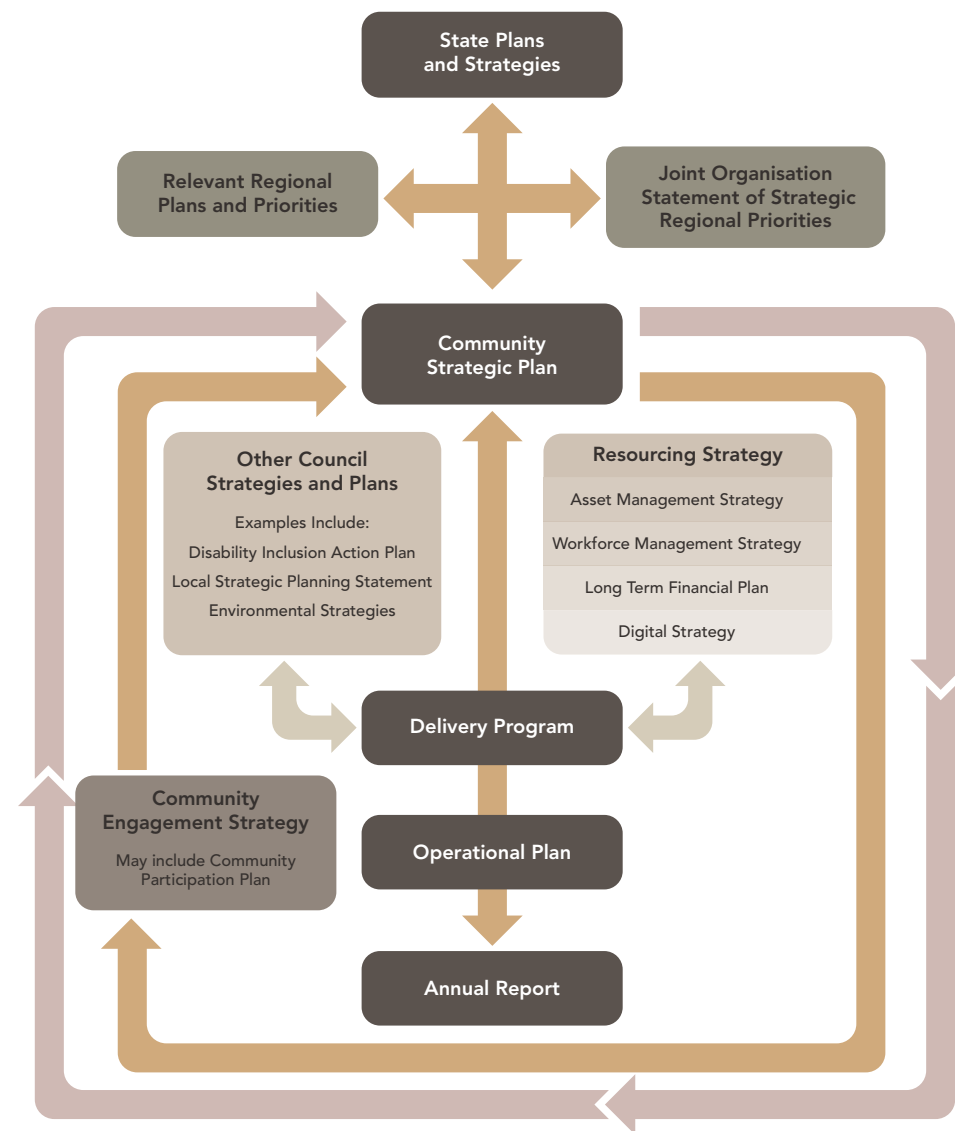 State Plans
and Strategies
Relevant Regional
Plans and Priorities
Joint Organisation
Statement of Strategic
Regional Priorities
Community
Strategic Plan
Other Council
Strategies and Plans
Examples Include:
Disability Inclusion Action Plan
Local Strategic Planning Statement
Environmental Strategies
Resourcing Strategy
Asset Management Strategy
Workforce Management Strategy
Long Term Financial Plan
Digital Strategy
Delivery Program
Community
Engagement Strategy
May include Community
Participation Plan
Operational Plan
Annual Report